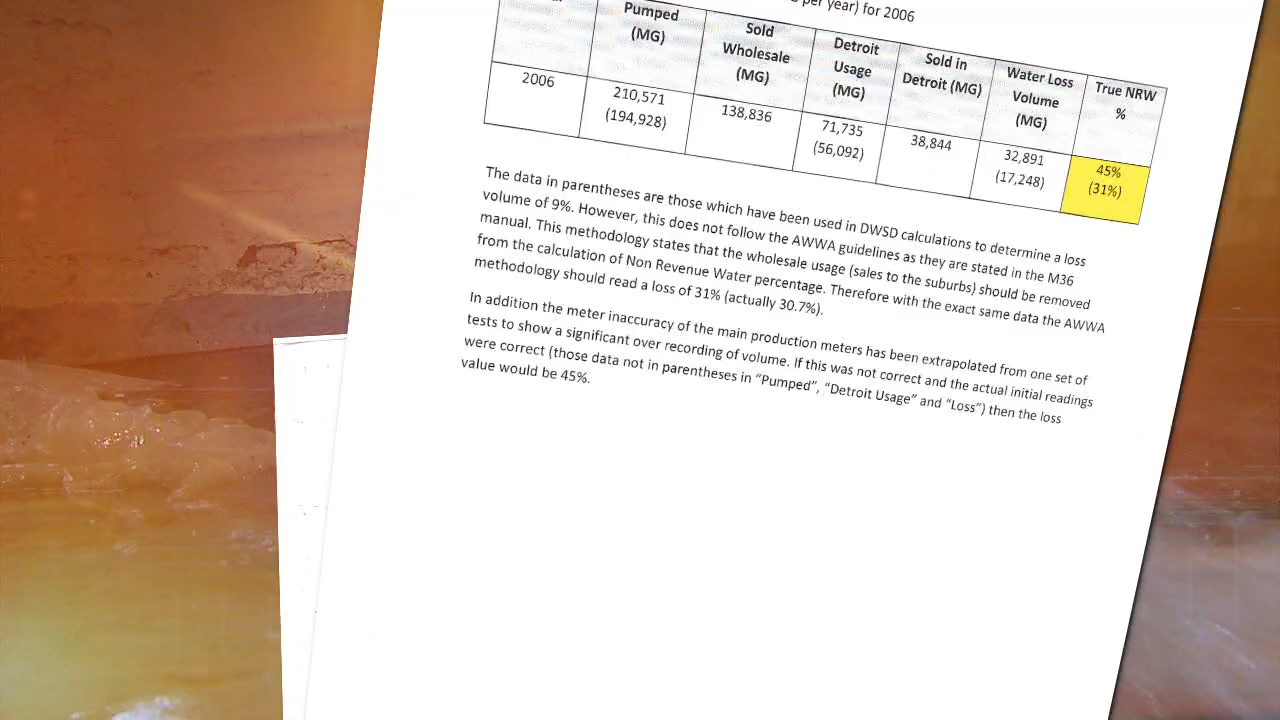 per year) for 2006
Pumped (MG) Sold Wholesale (MG) Detroit Usage (MG) Sold in Detroit (MG) Water Loss Volume (MG) True NRW %
2006 210,571 (194,928) 138,836 71,735 (56,092) 38,844 32,891 (17,248) 45% (31%)
The data in parentheses are those which have been used in DWSD calculations to determine a loss
volume of 9%. However, this does not follow the AWWA guidelines as they are stated in the M36
manual. This methodology states that the wholesale usage (sales to the suburbs) should be removed
from the calculation of Non Revenue Water percentage. Therefore with the exact same data the AWWA
methodology should read a loss of 31% (actually 30.7%).
In addition the meter inaccuracy of the main production meters has been extrapolated from one set of
tests to show a significant over recording of volume. If this was not correct and the actual initial readings
were correct (those data not in parentheses in “Pumped”, “Detroit Usage” and “Loss”) then the loss
value would be 45%.